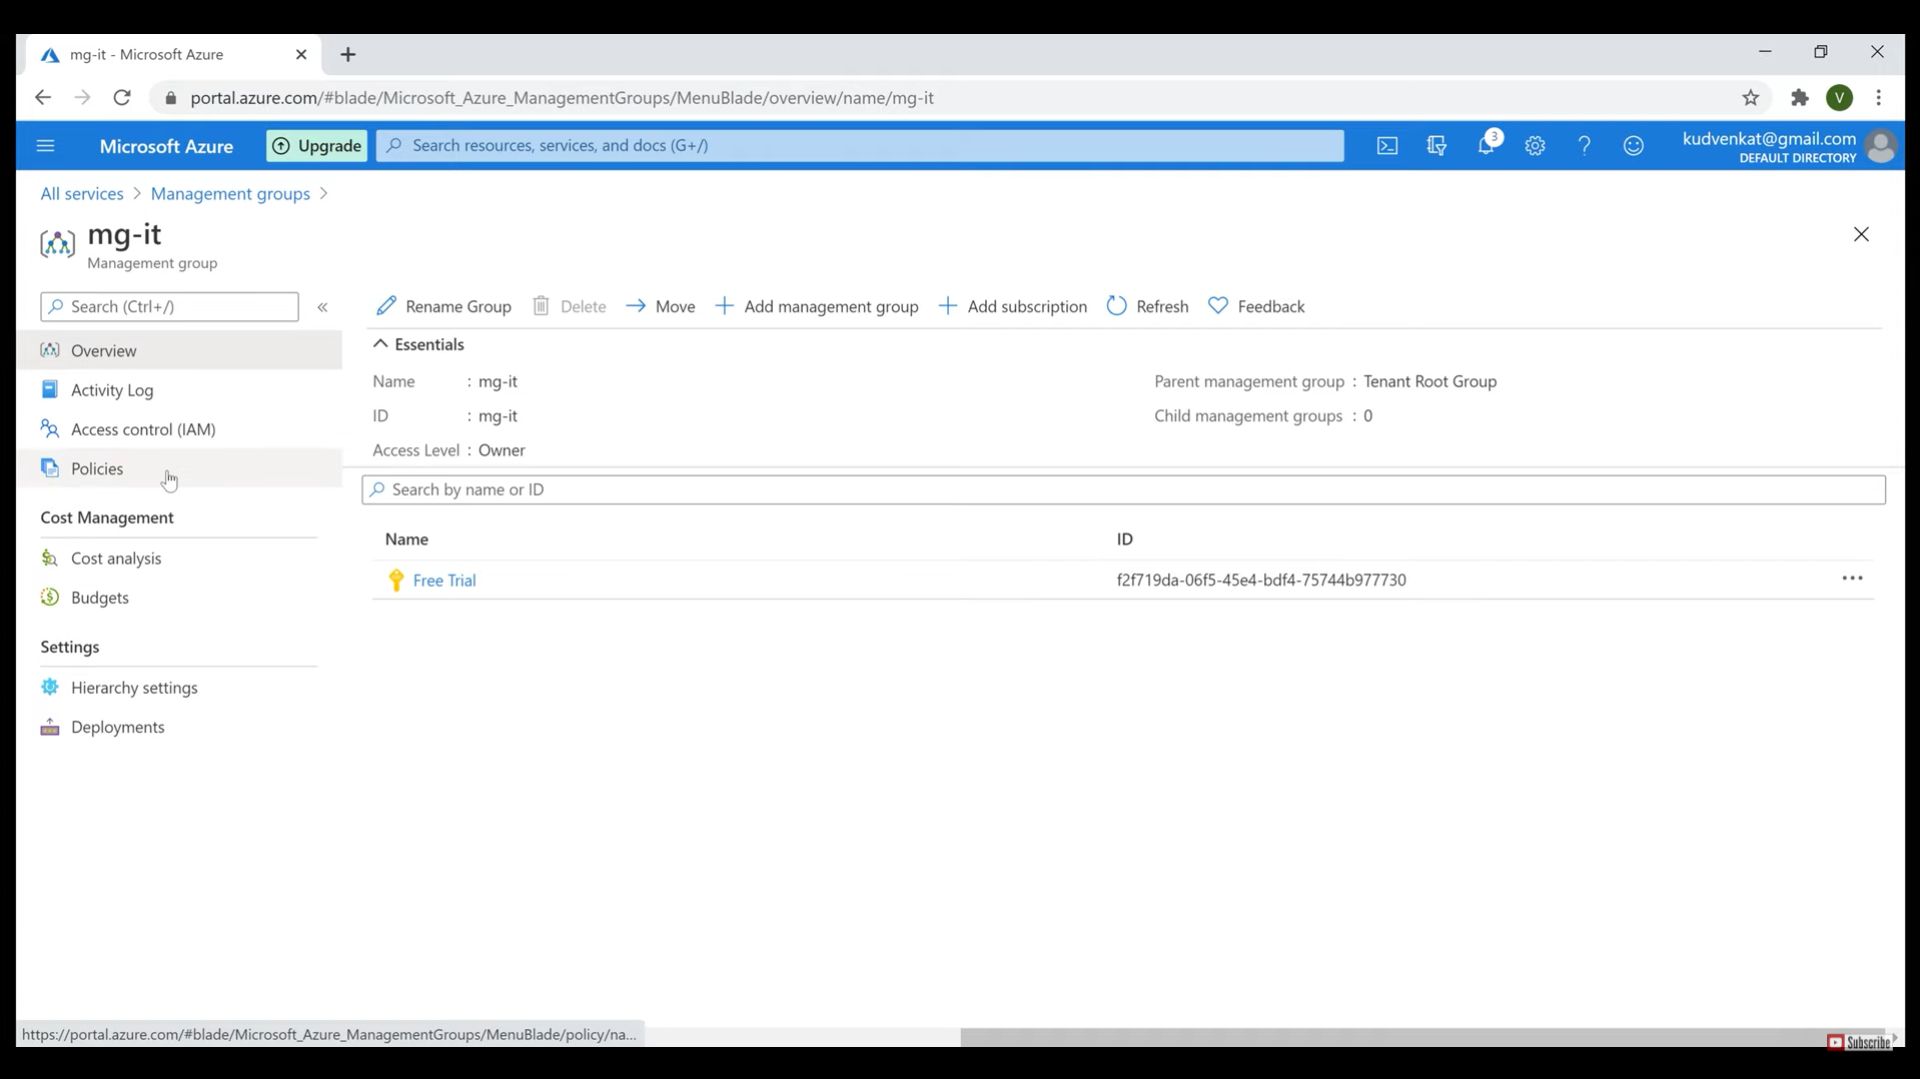 mg-it - Microsoft Azure
portal.azure.com/#blade/Microsoft_Azure_ManagementGroups/MenuBlade/overview/name/mg-it
V
Microsoft Azure
Upgrade
Search resources, services, and docs (G+/)
3
kudvenkat@gmail.com
DEFAULT DIRECTORY
All services > Management groups >
mg-it
Management group
Search (Ctrl+/)
«
Rename Group
Delete
Move
Add management group
Add subscription
Refresh
Feedback
Overview
Activity Log
Access control (IAM)
Policies
Cost Management
Cost analysis
Budgets
Settings
Hierarchy settings
Deployments
Essentials
Name : mg-it
Parent management group : Tenant Root Group
ID : mg-it
Child management groups : 0
Access Level : Owner
Search by name or ID
Name ID
Free Trial f2f719da-06f5-45e4-bdf4-75744b977730
https://portal.azure.com/#blade/Microsoft_Azure_ManagementGroups/MenuBlade/policy/na...
Subscribe